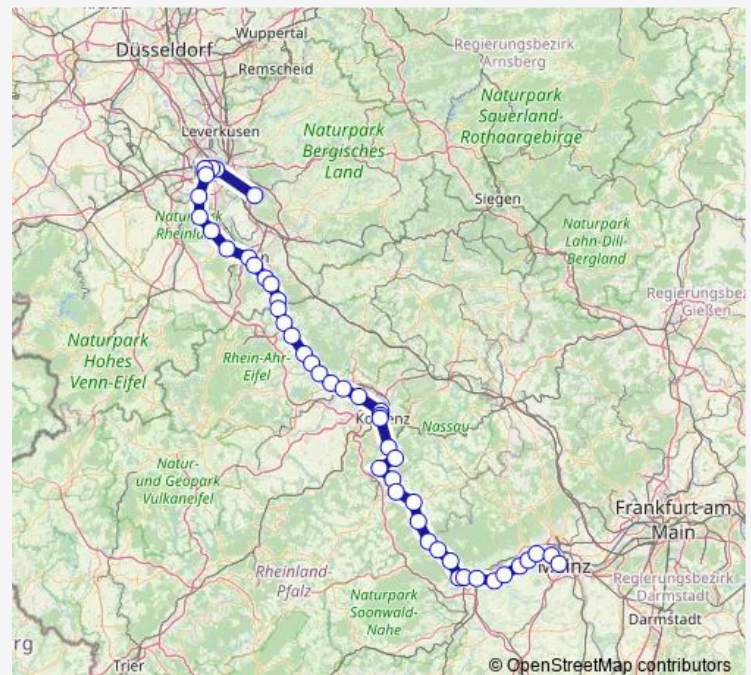 Wuppertal
Düsseldorf
Remscheid
Regierungsbezirk
Arnsberg
Naturpark
Sauerland-
Rothaargebirge
Leverkusen
Naturpark
Bergisches
Land
Siegen
Naturpark
Lahn-Dill-
Bergland
Regierungsbez
Gießen
Naturpark
Hohes
Venn-Eifel
Rhein-Ahr-
Eifel
Nassau
Natur-
und Geopark
Vulkaneifel
Frankfurt am
Main
Mainz
Regierungsbezirk
Darmstadt
Darmstadt
Rheinland-
Pfalz
Naturpark
Soonwald-
Nahe
rg
Trier
© OpenStreetMap contributors